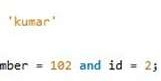 'kumar'
mber = 102 and id = 2;